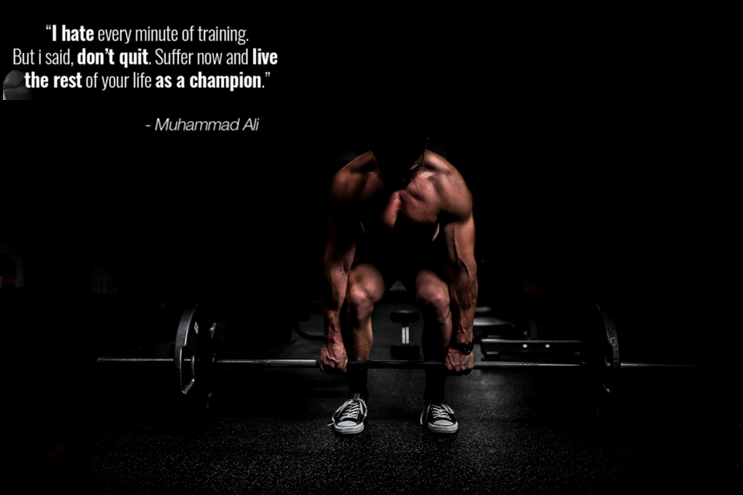 “I hate every minute of training.
But i said, don’t quit. Suffer now and live
the rest of your life as a champion.”
- Muhammad Ali